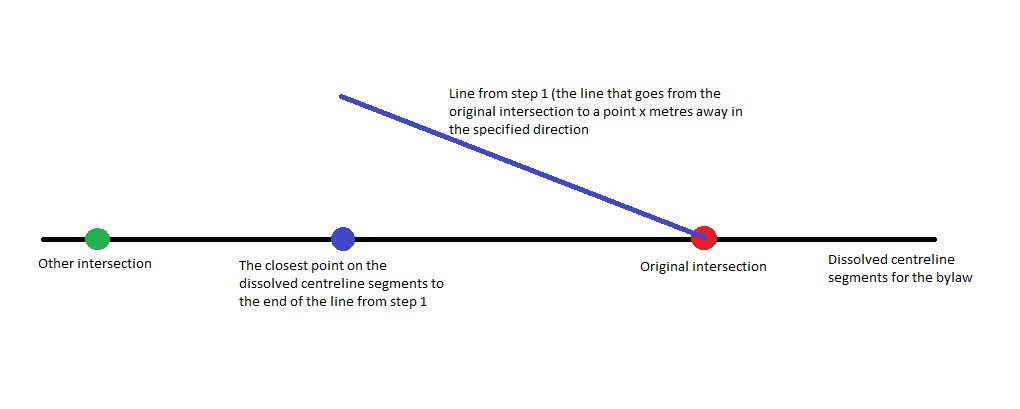 Line from step 1 (the line that goes from the
original intersection to a point x metres away in
the specified direction
Other intersection
The closest point on the
dissolved centreline segments to
the end of the line from step 1
Original intersection
Dissolved centreline
segments for the bylaw